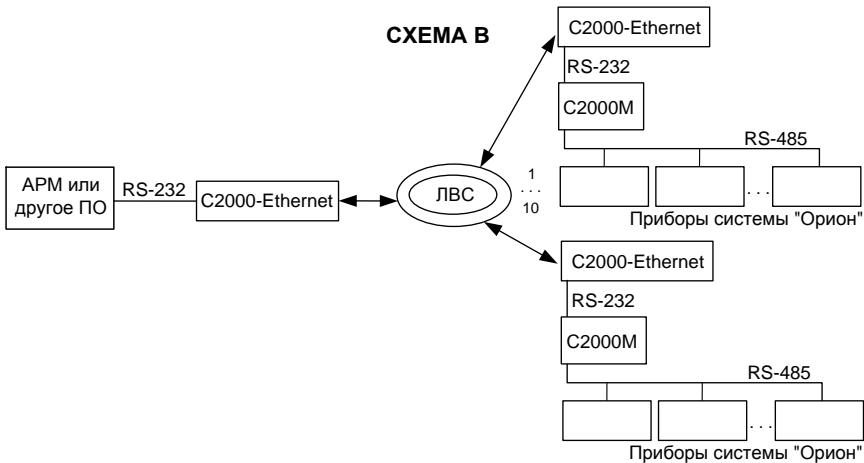 СХЕМА В
С2000-Ethernet
RS-232
С2000М
RS-485
1
. . .
10
. . .
Приборы системы "Орион"
АРМ или
другое ПО
RS-232
С2000-Ethernet
ЛВС
С2000-Ethernet
RS-232
С2000М
RS-485
. . .
Приборы системы "Орион"